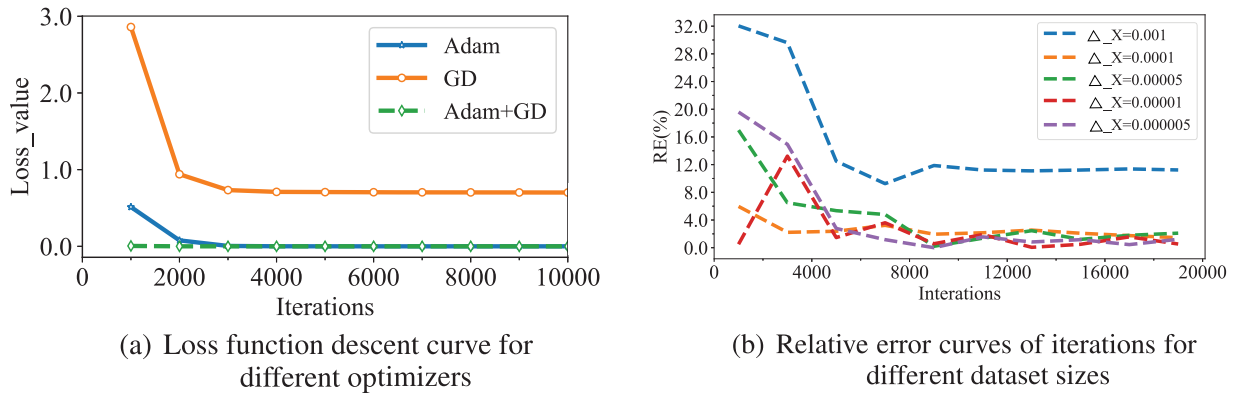 3.0
2.0
1.0
0.0
Loss_value
Adam
GD
Adam+GD
0 2000 4000 6000 8000 10000
Iterations
(a) Loss function descent curve for
different optimizers
32.0
28.0
24.0
20.0
16.0
12.0
8.0
4.0
0.0
RE(%)
△_X=0.001
△_X=0.0001
△_X=0.00005
△_X=0.00001
△_X=0.000005
0 4000 8000 12000 16000 20000
Interations
(b) Relative error curves of iterations for
different dataset sizes